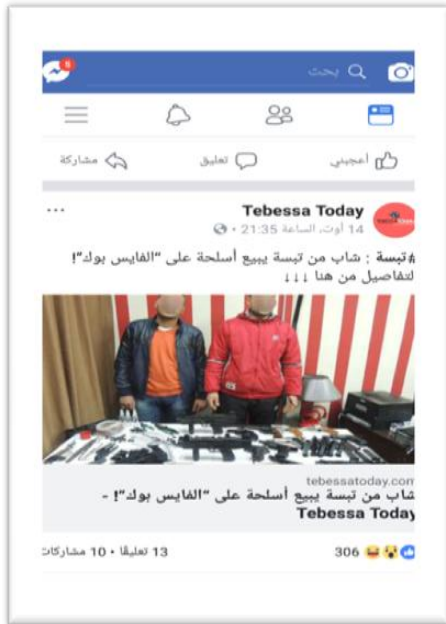 8
بحث
أعجبني تعليق مشاركة
Tebessa Today
14 أوت، الساعة 21:35
#تبسة : شاب من تبسة يبيع أسلحة على "الفايس بوك"!
لتفاصيل من هنا ↓↓↓
tebessatoday.com
شاب من تبسة يبيع أسلحة على "الفايس بوك"! -
Tebessa Today
306 13 تعليقًا • 10 مشاركات